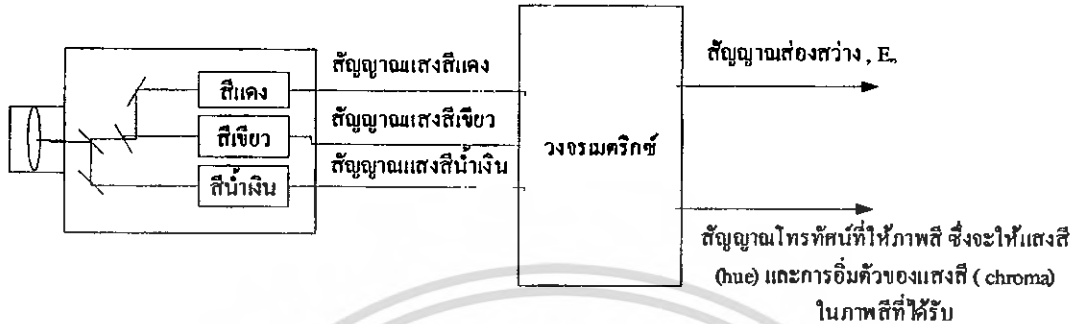 สัญญาณแสงสีแดง
สีแดง
สัญญาณแสงสีเขียว
สีเขียว
สัญญาณแสงสีน้ำเงิน
สีน้ำเงิน
วงจรเมตริกซ์
สัญญาณส่องสว่าง ,
สัญญาณโทรทัศน์ที่ให้ภาพสี ซึ่งจะให้แสงสี
(hue) และการอิ่มตัวของแสงสี ( chroma)
ในภาพสีที่ได้รับ